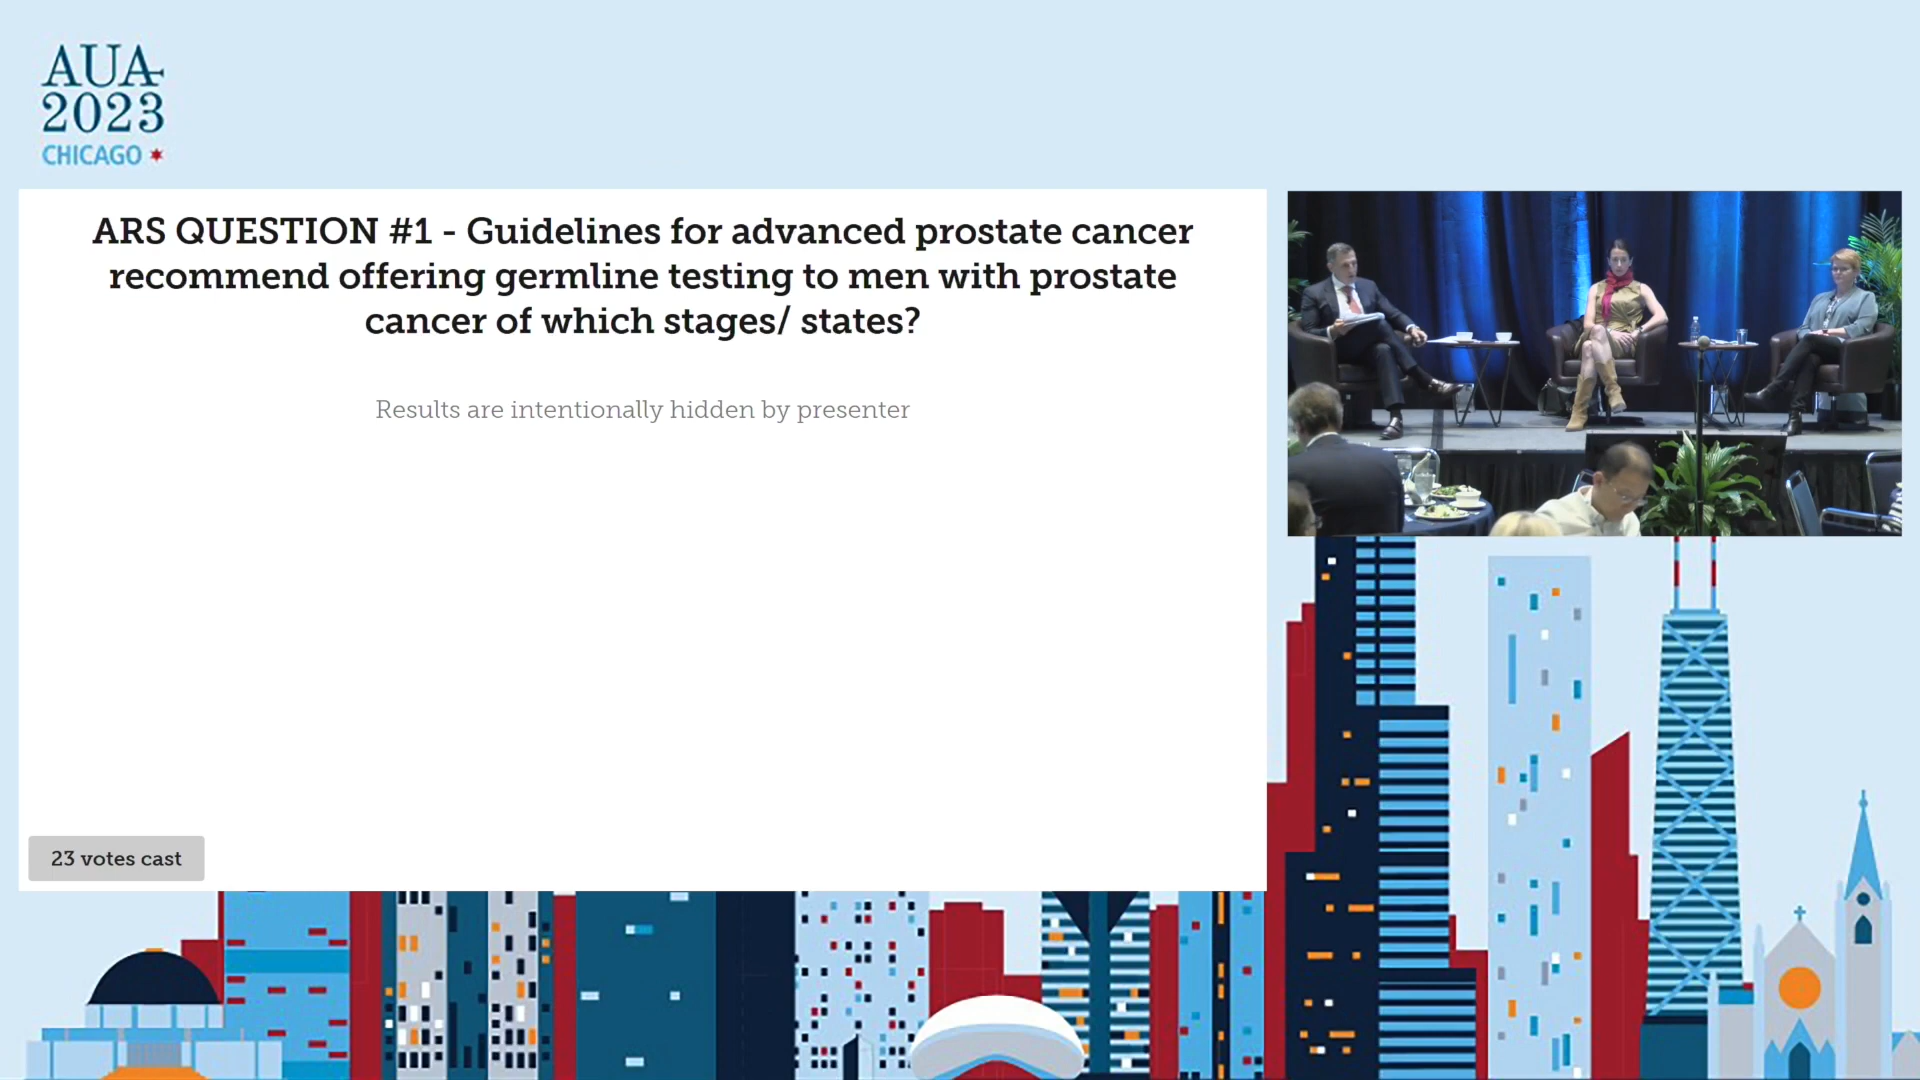 AUA
2023
CHICAGO
ARS QUESTION #1 - Guidelines for advanced prostate cancer
recommend offering germline testing to men with prostate
cancer of which stages/ states?
Results are intentionally hidden by presenter
23 votes cast